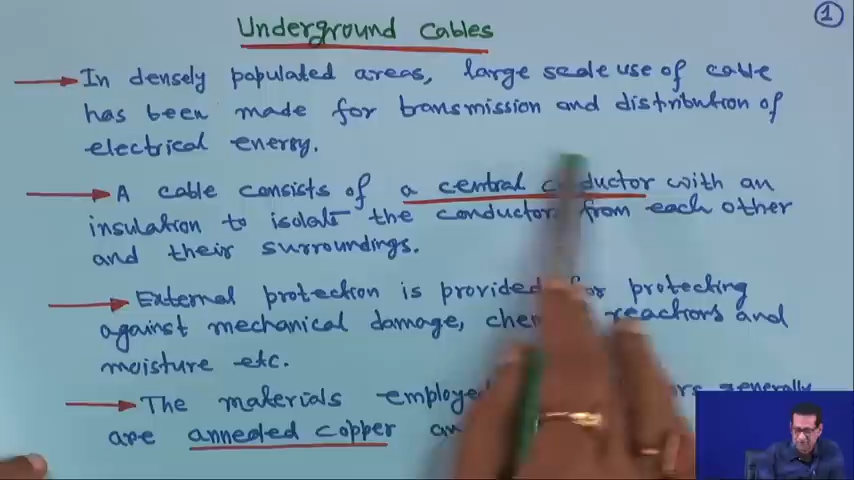 1
Underground Cables
In densely populated areas, large scale use of cable
has been made for transmission and distribution of
electrical energy.
A cable consists of a central conductor with an
insulation to isolate the conductors from each other
and their surroundings.
External protection is provided for protecting
against mechanical damage, reactions and
moisture etc.
The materials generally
are annealed copper